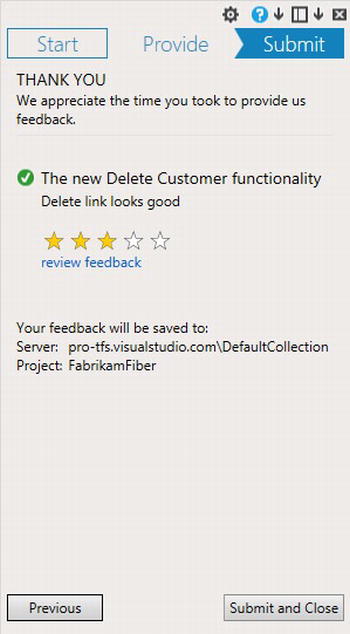 Start Provide Submit
THANK YOU
We appreciate the time you took to provide us
feedback.
The new Delete Customer functionality
Delete link looks good
review feedback
Your feedback will be saved to:
Server: pro-tfs.visualstudio.com\DefaultCollection
Project: FabrikamFiber
Previous Submit and Close